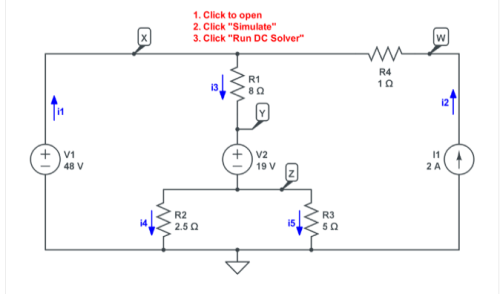 1. Click to open
2. Click "Simulate"
3. Click "Run DC Solver"
X
W
R1
8 Ω
i3
R4
1 Ω
Y
i1
i2
V1
48 V
V2
19 V
I1
2 A
Z
R2
2.5 Ω
i4
R3
5 Ω
i5